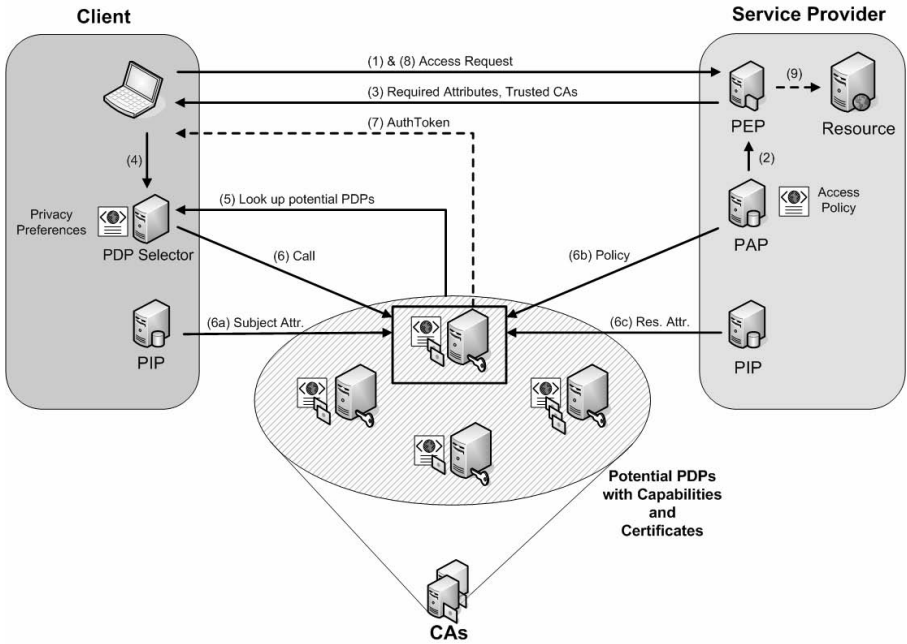 Client
Service Provider
(1) & (8) Access Request
(3) Required Attributes, Trusted CAs
(7) AuthToken
(9)
PEP
Resource
(4)
(2)
(5) Look up potential PDPs
Privacy
Preferences
PDP Selector
Access
Policy
PAP
(6) Call
(6b) Policy
(6a) Subject Attr.
(6c) Res. Attr.
PIP
PIP
Potential PDPs
with Capabilities
and
Certificates
CAs